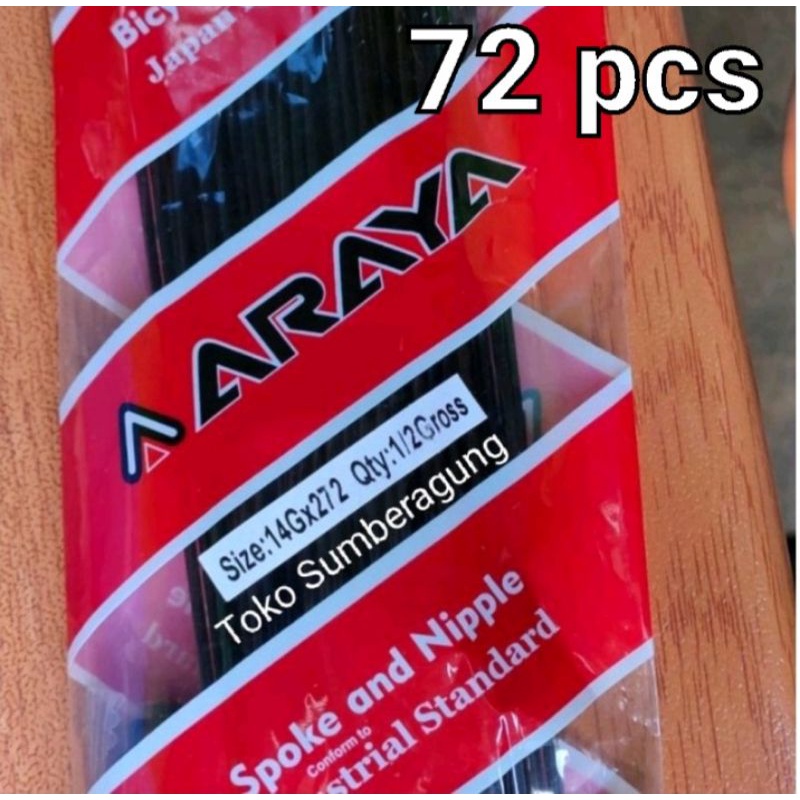 72 pcs
Bicy
Japan
ARAYA
Size:14Gx272 Qty:1/2Gross
Toko Sumberagung
Spoke and Nipple
Conform to
strial Standard